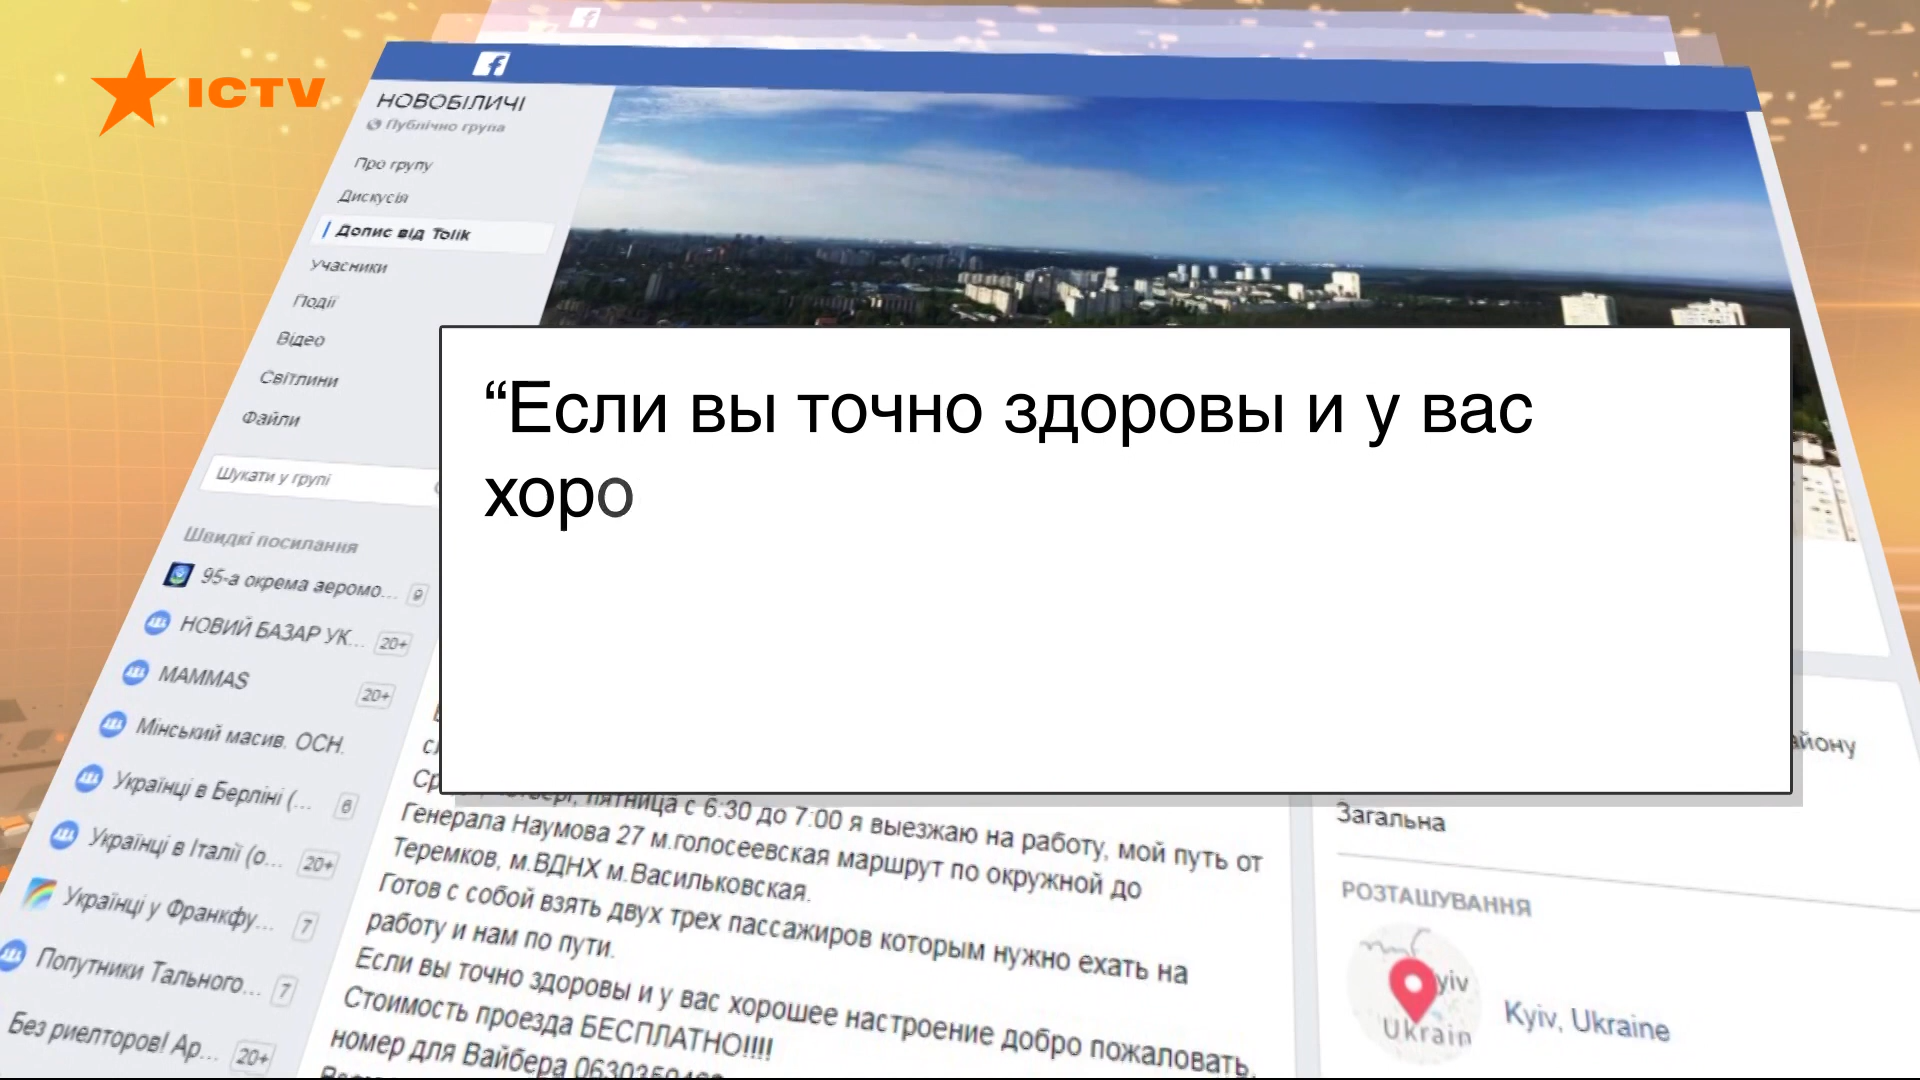 ICTV
НОВОБІЛИЧІ
Публічно група
Про групу
Дискусія
Допис від Tolik
Учасники
Події
Відео
Світлини
Файли
Шукати у групі
“Если вы точно здоровы и у вас
хоро
Швидкі посилання
95-а окрема аеромо... 9
НОВИЙ БАЗАР УК... 20+
MAMMAS 20+
Мінський масив. ОСН.
Українці в Берліні (... 6
Українці в Італії (о... 20+
Українці у Франкфу... 7
Попутники Тального... 7
Без риелторов! Ар... 20+
пятница с 6:30 до 7:00 я выезжаю на работу, мой путь от
Генерала Наумова 27 м.голосеевская маршрут по окружной до
Теремков, м.ВДНХ м.Васильковская.
Готов с собой взять двух трех пассажиров которым нужно ехать на
работу и нам по пути.
Если вы точно здоровы и у вас хорошее настроение добро пожаловать.
Стоимость проезда БЕСПЛАТНО!!!!
номер для Вайбера
айону
Загальна
РОЗТАШУВАННЯ
yiv
Ukrain
Kyiv, Ukraine